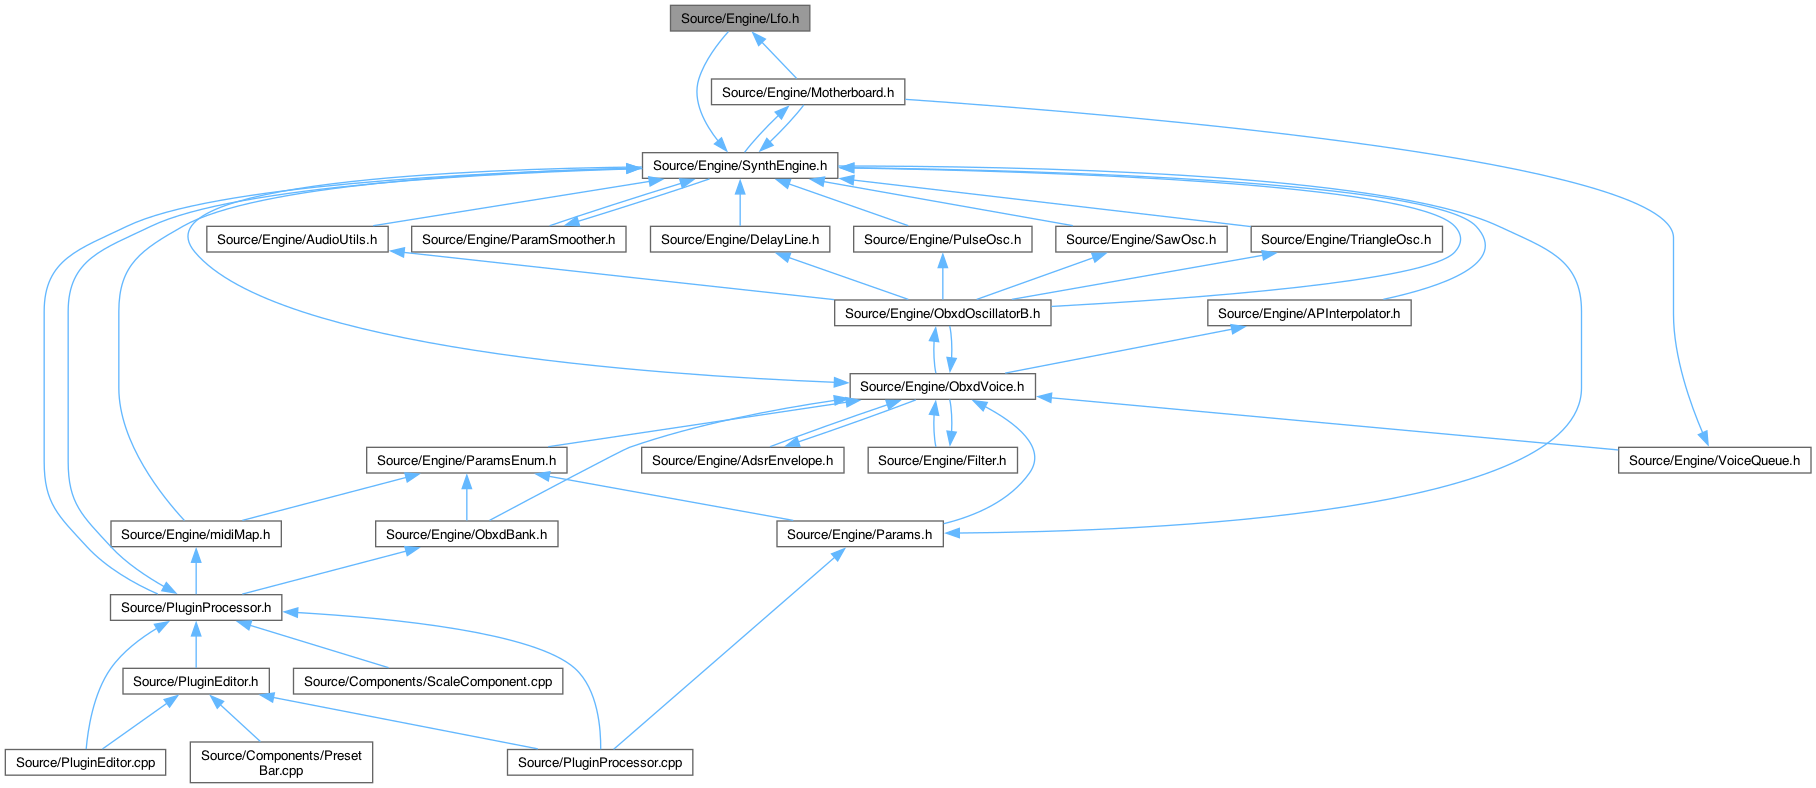 Source/Engine/Lfo.h
Source/Engine/Motherboard.h
Source/Engine/SynthEngine.h
Source/Engine/AudioUtils.h
Source/Engine/ParamSmoother.h
Source/Engine/DelayLine.h
Source/Engine/PulseOsc.h
Source/Engine/SawOsc.h
Source/Engine/TriangleOsc.h
Source/Engine/ObxdOscillatorB.h
Source/Engine/APInterpolator.h
Source/Engine/ObxdVoice.h
Source/Engine/ParamsEnum.h
Source/Engine/AdsrEnvelope.h
Source/Engine/Filter.h
Source/Engine/VoiceQueue.h
Source/Engine/midiMap.h
Source/Engine/ObxdBank.h
Source/Engine/Params.h
Source/PluginProcessor.h
Source/PluginEditor.h
Source/Components/ScaleComponent.cpp
Source/PluginEditor.cpp
Source/Components/Preset
Bar.cpp
Source/PluginProcessor.cpp